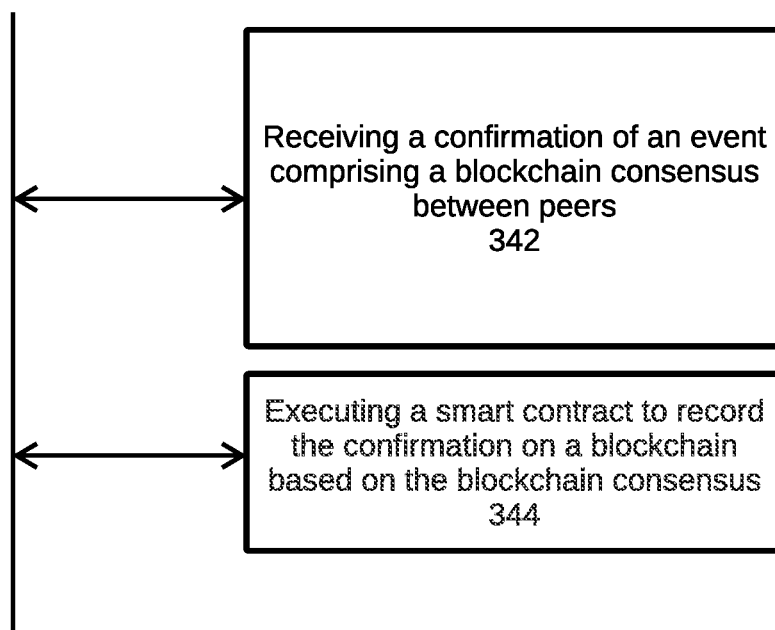 Receiving a confirmation of an event
comprising a blockchain consensus
between peers
342
Executing a smart contract to record
the confirmation on a blockchain
based on the blockchain consensus
344